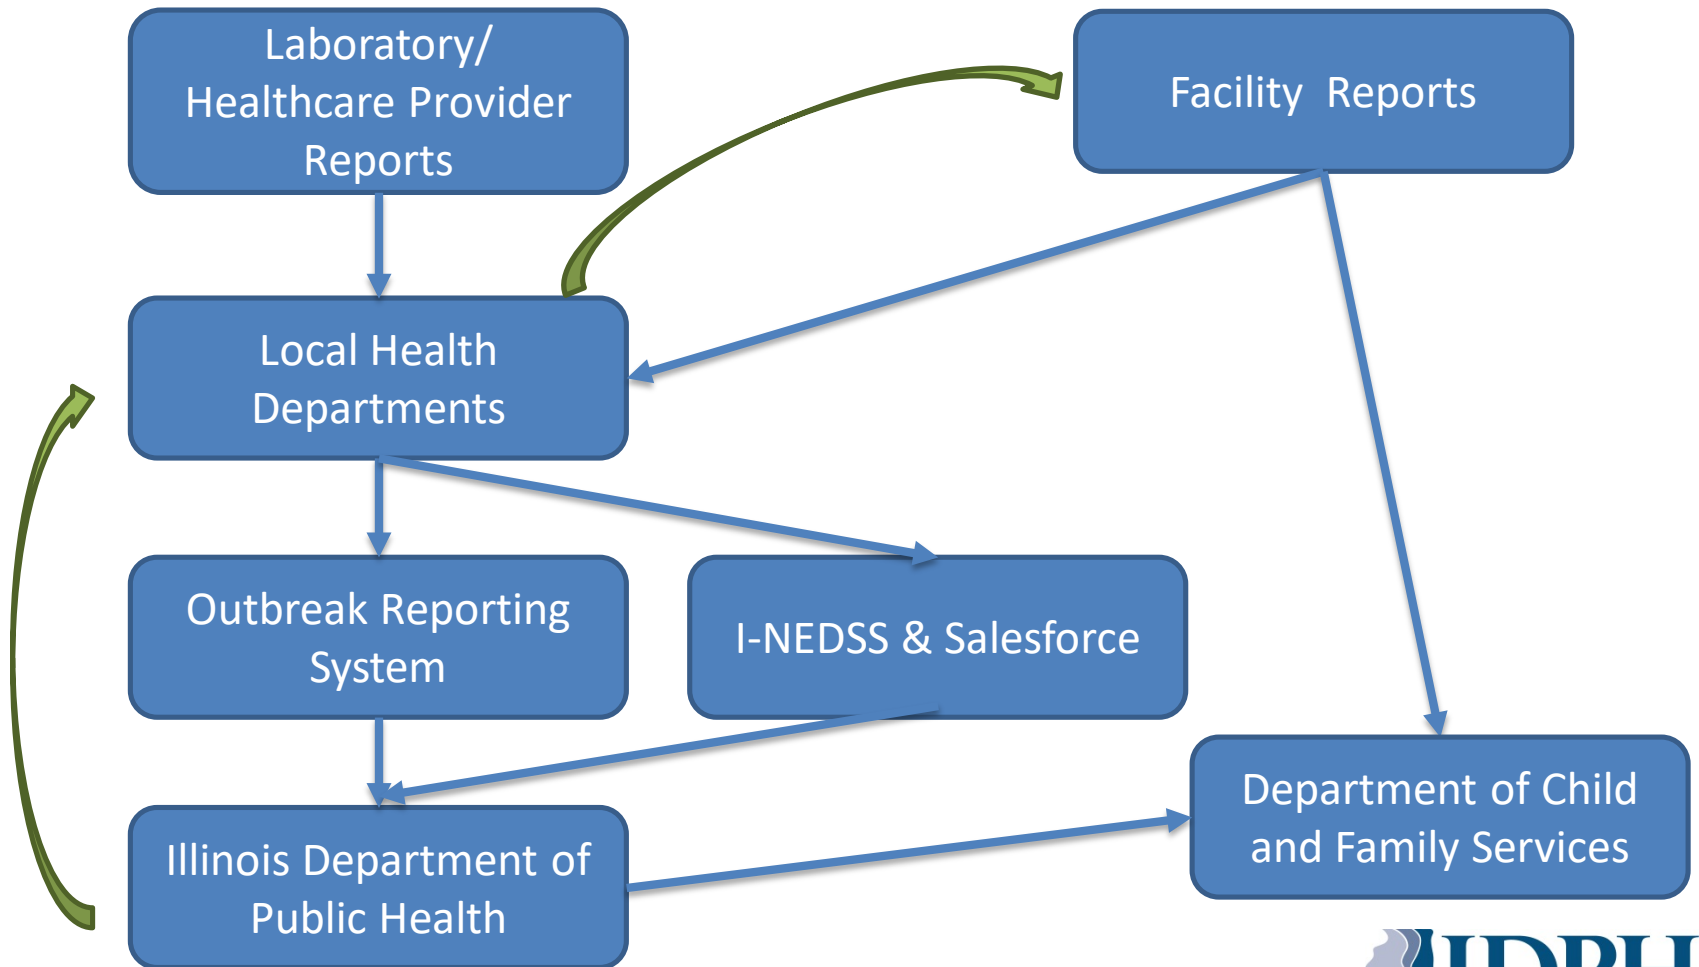 Laboratory/
Healthcare Provider
Reports
Facility Reports
Local Health
Departments
Outbreak Reporting
System
I-NEDSS & Salesforce
Department of Child
and Family Services
Illinois Department of
Public Health
IDPH